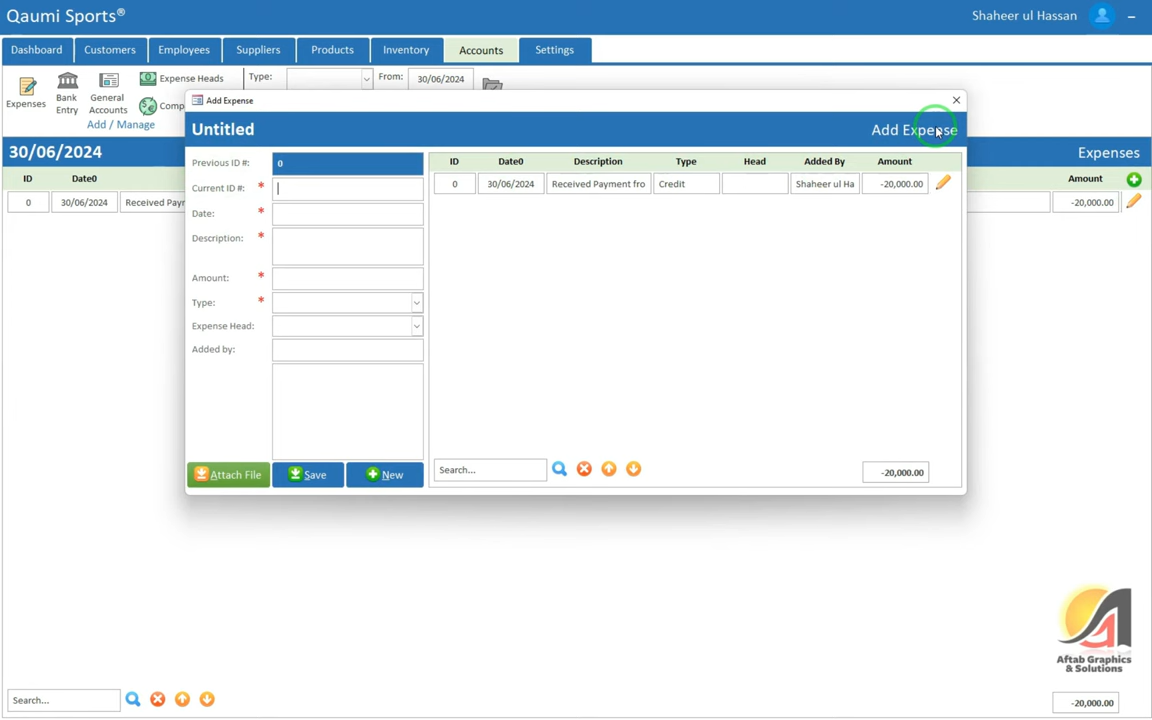 Qaumi Sports®
Shaheer ul Hassan
Dashboard Customers Employees Suppliers Products Inventory Accounts Settings
Expenses
Bank Entry
General Accounts
Expense Heads
Comp
Add / Manage
Type:
From: 30/06/2024
30/06/2024
Expenses
ID Date0 Amount
0 30/06/2024 Received Payr -20,000.00
Add Expense
Untitled
Add Expense
Previous ID #: 0
Current ID #: *
Date: *
Description: *
Amount: *
Type: *
Expense Head:
Added by:
Attach File Save New
ID Date0 Description Type Head Added By Amount
0 30/06/2024 Received Payment fro Credit Shaheer ul Ha -20,000.00
Search...
-20,000.00
Aftab Graphics
& Solutions
Search...
-20,000.00